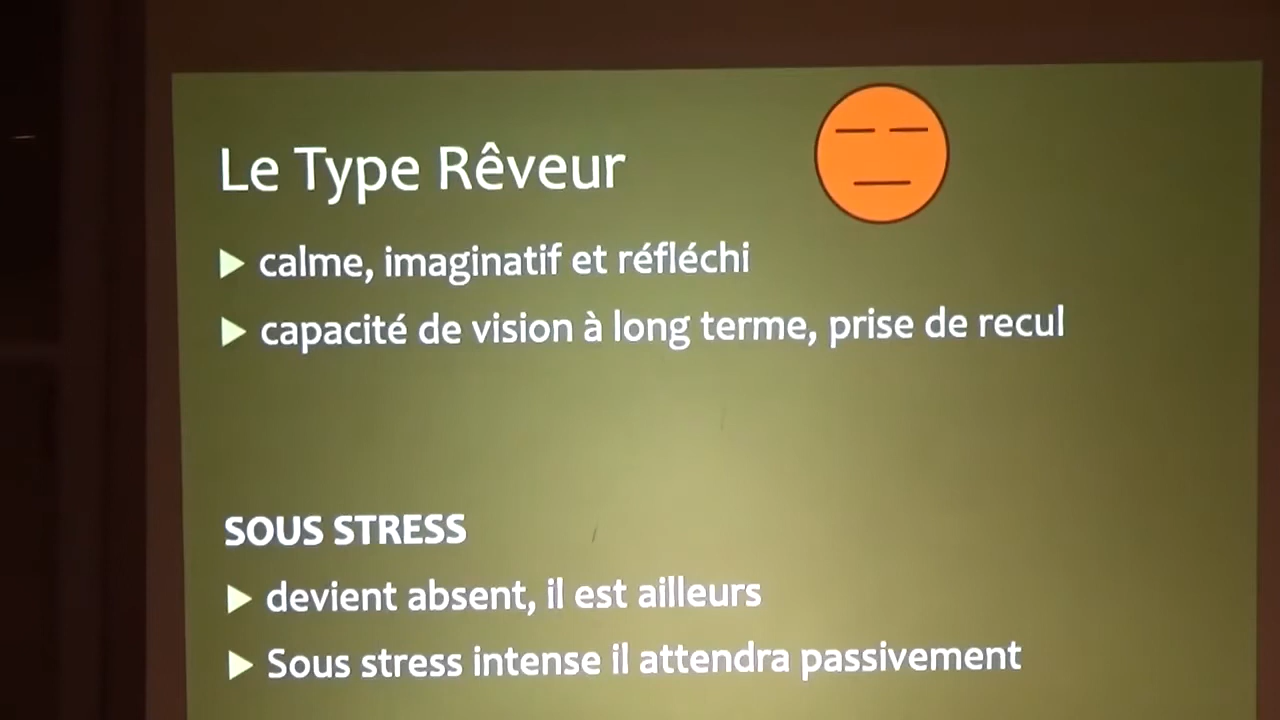 Le Type Rêveur
calme, imaginatif et réfléchi
capacité de vision à long terme, prise de recul
SOUS STRESS
devient absent, il est ailleurs
Sous stress intense il attendra passivement